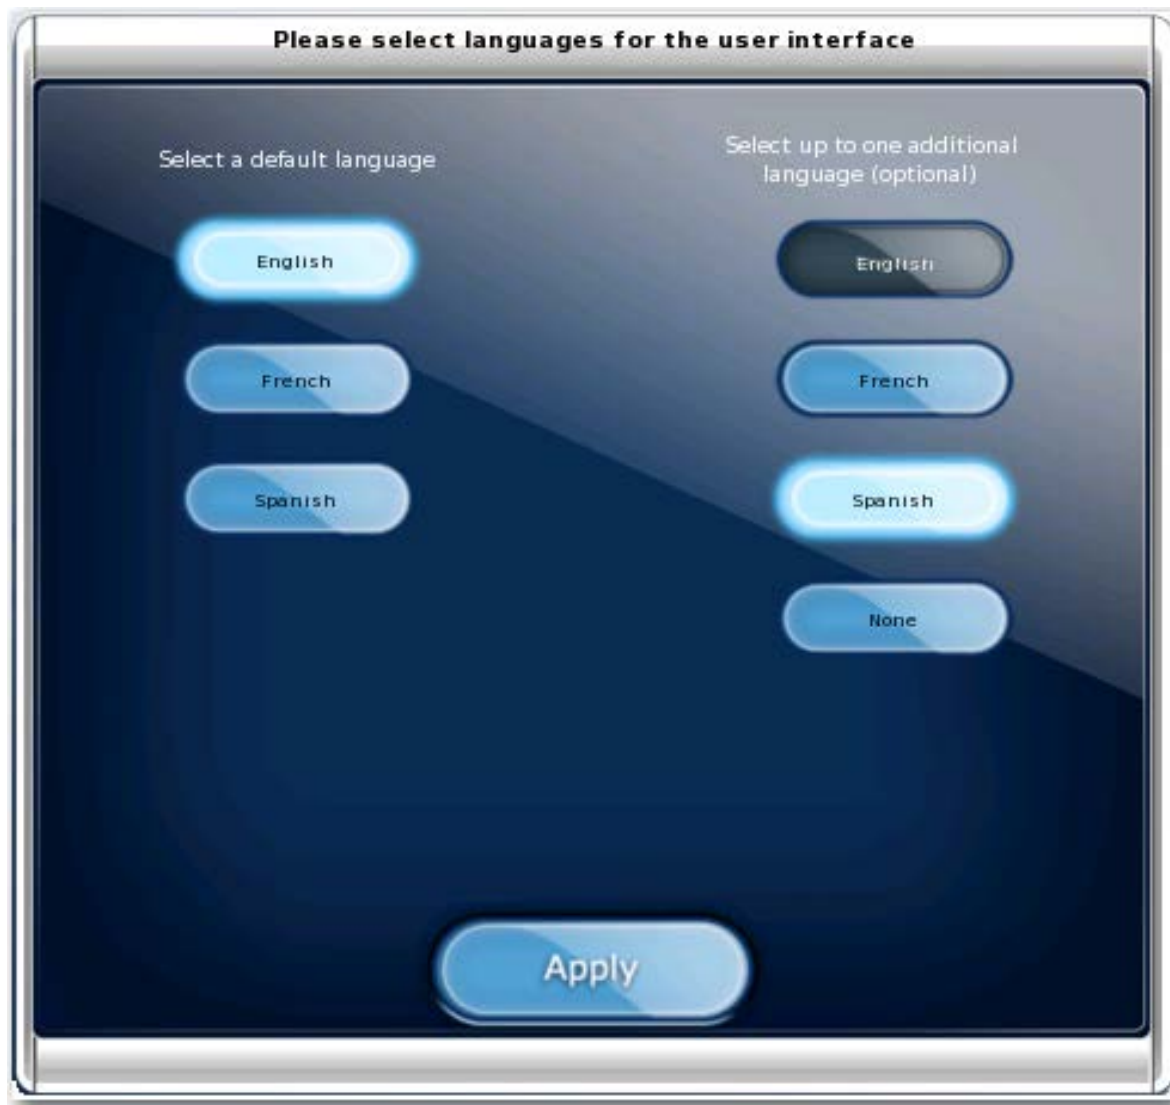 Please select languages for the user interface
Select a default language
English
French
Spanish
Select up to one additional
language (optional)
English
French
Spanish
None
Apply